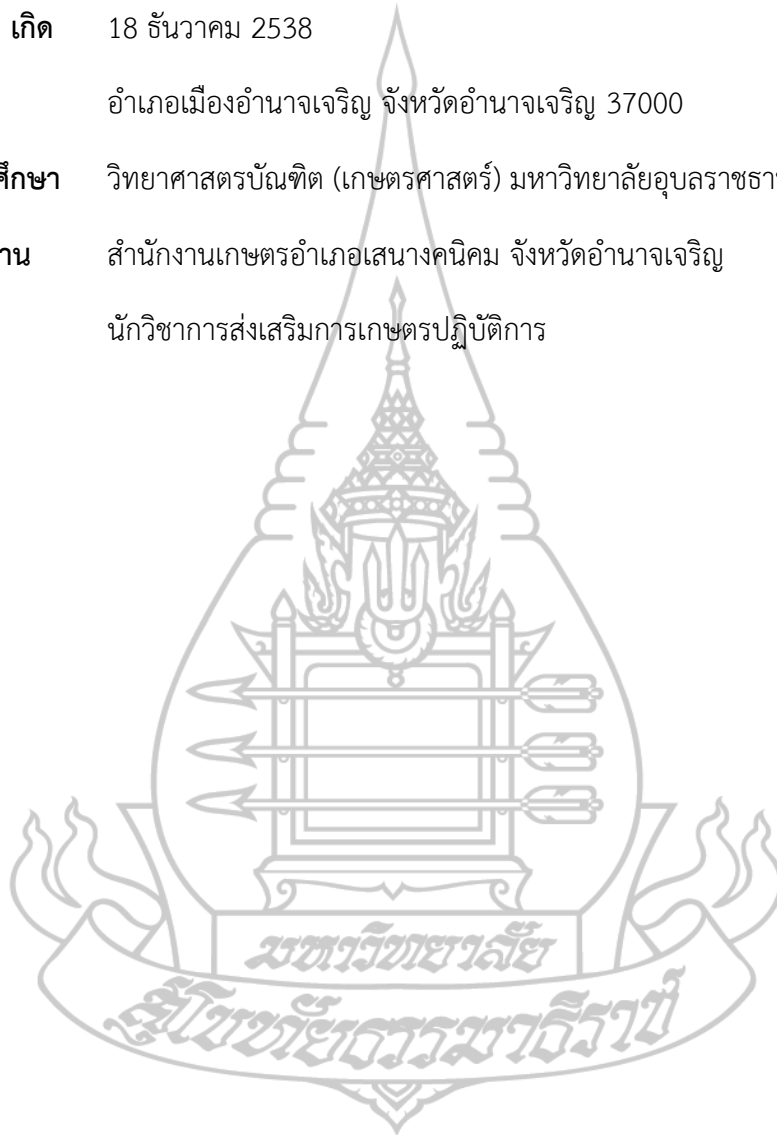 เกิด 18 ธันวาคม 2538
อำเภอเมืองอำนาจเจริญ จังหวัดอำนาจเจริญ 37000
ศึกษา วิทยาศาสตรบัณฑิต (เกษตรศาสตร์) มหาวิทยาลัยอุบลราชธา
าน สำนักงานเกษตรอำเภอเสนางคนิคม จังหวัดอำนาจเจริญ
นักวิชาการส่งเสริมการเกษตรปฏิบัติการ
มหาวิทยาลัย
สุโขทัยธรรมาธิราช